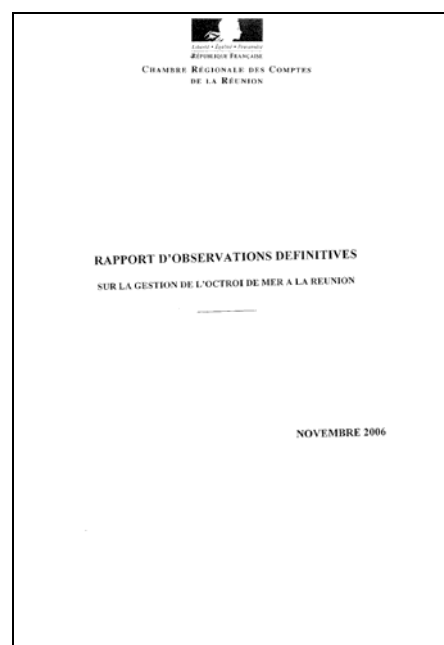 Liberté • Égalité • Fraternité
RÉPUBLIQUE FRANÇAISE
CHAMBRE RÉGIONALE DES COMPTES
DE LA RÉUNION
RAPPORT D'OBSERVATIONS DEFINITIVES
SUR LA GESTION DE L'OCTROI DE MER A LA REUNION
NOVEMBRE 2006